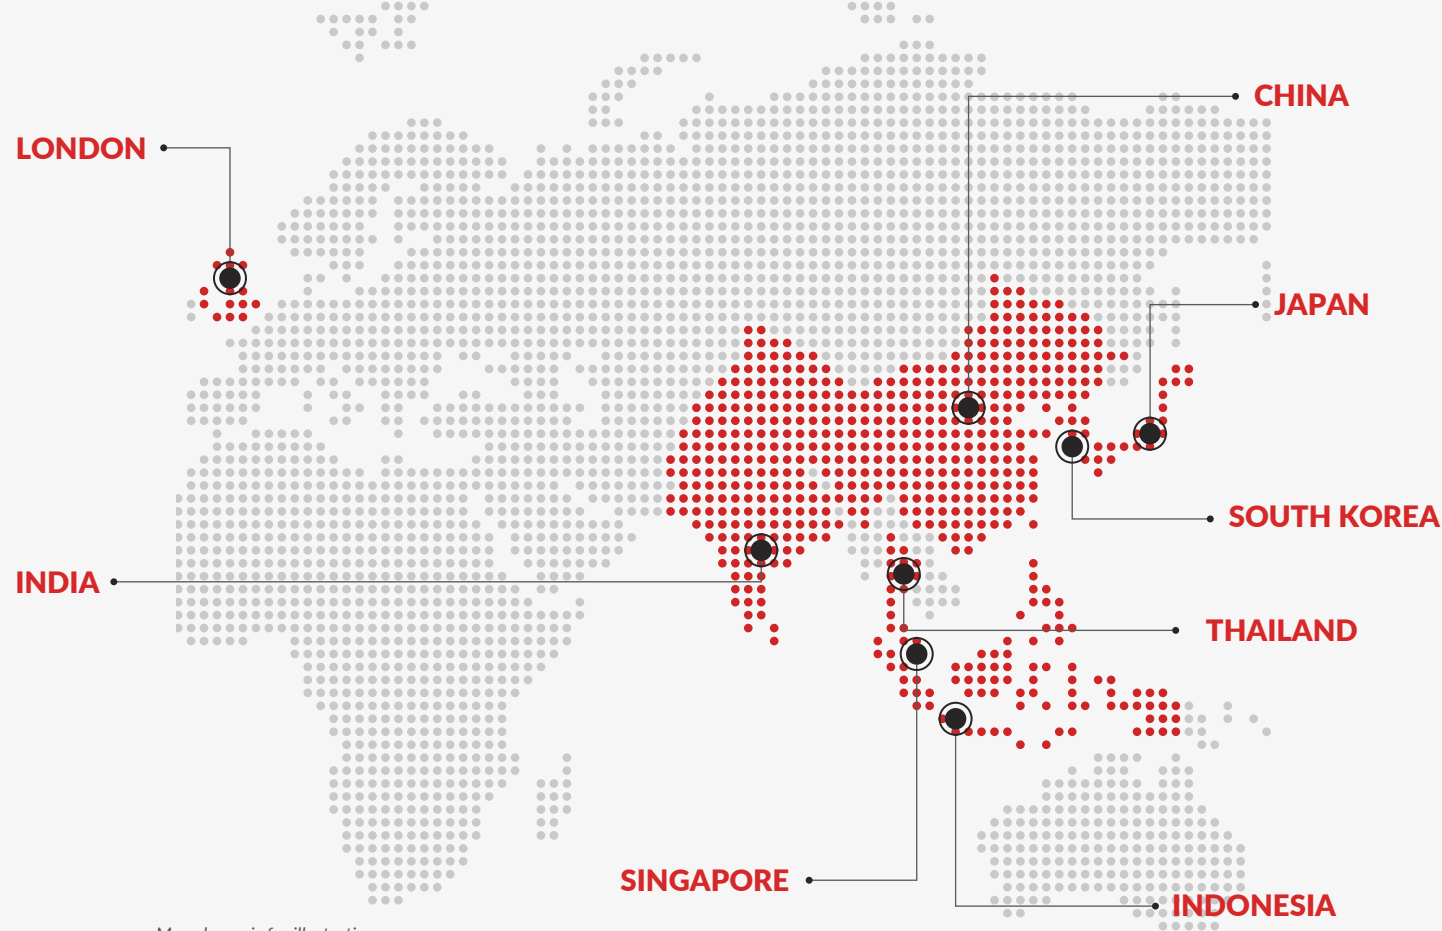 CHINA
LONDON
JAPAN
SOUTH KOREA
INDIA
THAILAND
SINGAPORE
INDONESIA